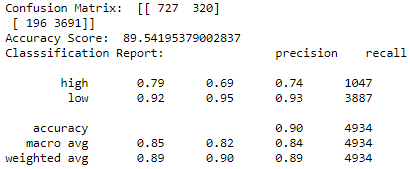 Confusion Matrix:  [[ 727  320]
 [ 196 3691]]
Accuracy Score:  89.54195379002837
Classsification Report:               precision    recall
high       0.79      0.69      0.74      1047
low       0.92      0.95      0.93      3887
accuracy                           0.90      4934
macro avg       0.85      0.82      0.84      4934
weighted avg       0.89      0.90      0.89      4934